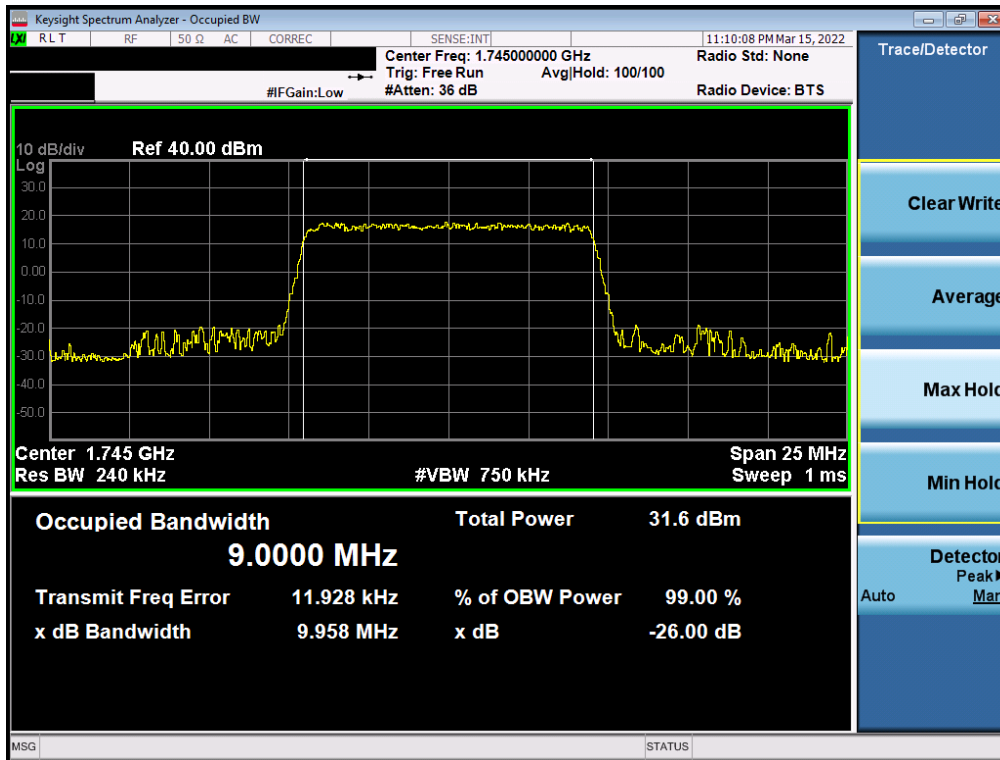 Keysight Spectrum Analyzer - Occupied BW
LXI RLT RF 50 Ω AC CORREC SENSE:INT 11:10:08 PM Mar 15, 2022
Center Freq: 1.745000000 GHz Radio Std: None
Trig: Free Run Avg|Hold: 100/100
#IFGain:Low #Atten: 36 dB Radio Device: BTS
Trace/Detector
10 dB/div Ref 40.00 dBm
Log
30.0
20.0
10.0
0.00
-10.0
-20.0
-30.0
-40.0
-50.0
Center 1.745 GHz Span 25 MHz
Res BW 240 kHz #VBW 750 kHz Sweep 1 ms
Occupied Bandwidth Total Power 31.6 dBm
9.0000 MHz
Transmit Freq Error 11.928 kHz % of OBW Power 99.00 %
x dB Bandwidth 9.958 MHz x dB -26.00 dB
Clear Write
Average
Max Hold
Min Hold
Detector
Peak
Auto Man
MSG STATUS